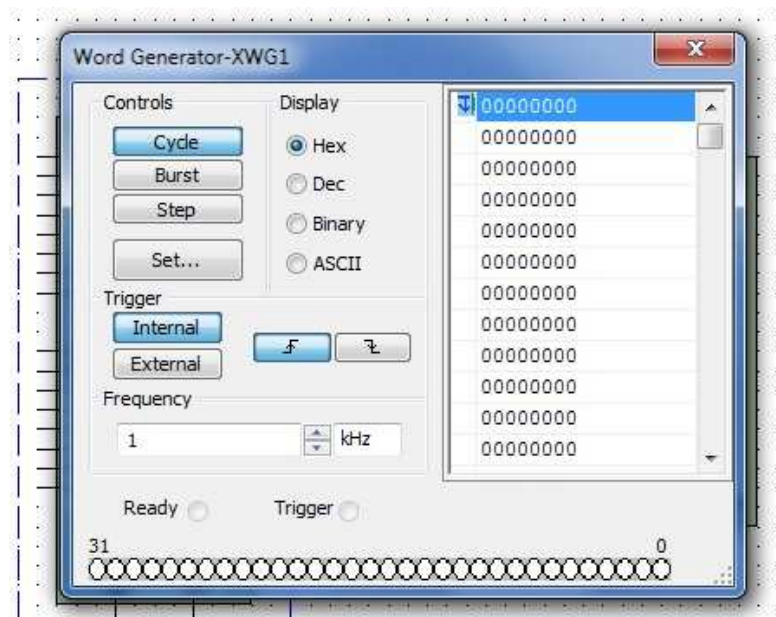 Word Generator-XWG1
Controls
Cycle
Burst
Step
Set...
Display
Hex
Dec
Binary
ASCII
Trigger
Internal
External
Frequency
1
kHz
Ready
Trigger
31
0
00000000
00000000
00000000
00000000
00000000
00000000
00000000
00000000
00000000
00000000
00000000
00000000